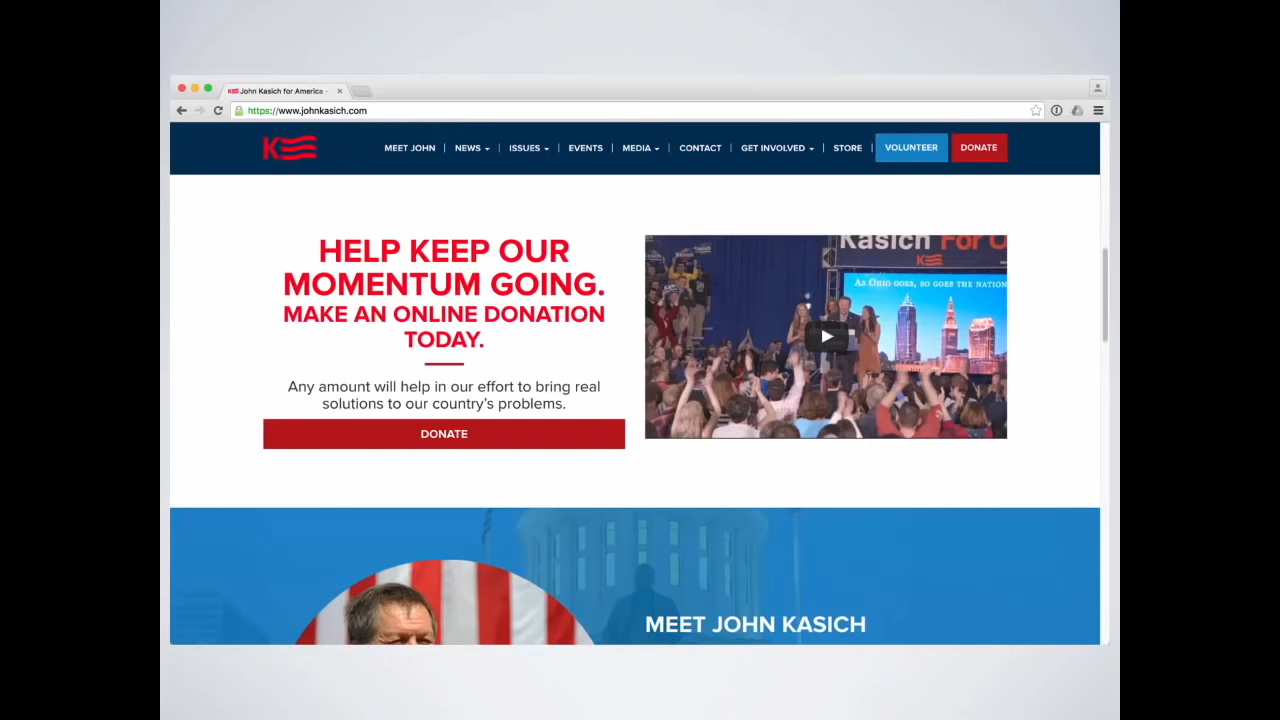 John Kasich for America -
https://www.johnkasich.com
K
MEET JOHN | NEWS | ISSUES | EVENTS | MEDIA | CONTACT | GET INVOLVED | STORE | VOLUNTEER DONATE
HELP KEEP OUR
MOMENTUM GOING.
MAKE AN ONLINE DONATION
TODAY.
Any amount will help in our effort to bring real
solutions to our country's problems.
DONATE
Kasich For
K
AS OHIO GOES, SO GOES THE NATION
MEET JOHN KASICH